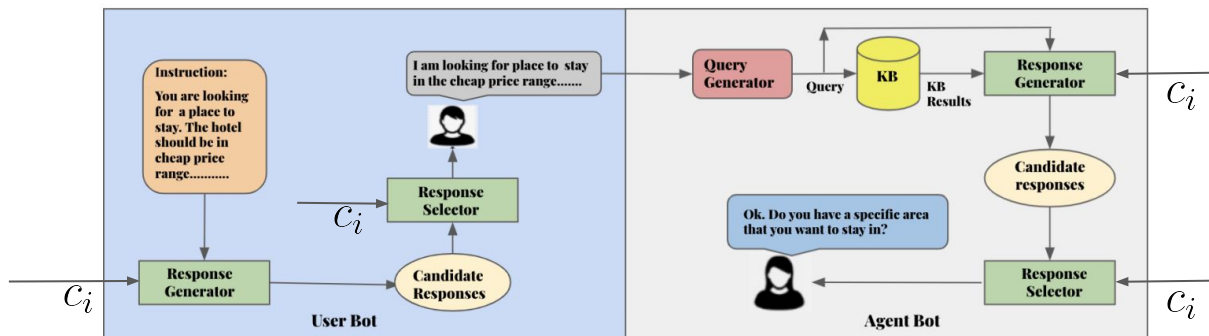 Instruction:
You are looking
for a place to
stay. The hotel
should be in
cheap price
range...........
c_i
Response
Generator
Candidate
Responses
c_i
Response
Selector
I am looking for place to stay
in the cheap price range.......
User Bot
Query
Generator
Query
KB
KB
Results
Response
Generator
c_i
Candidate
responses
Response
Selector
c_i
Ok. Do you have a specific area
that you want to stay in?
Agent Bot